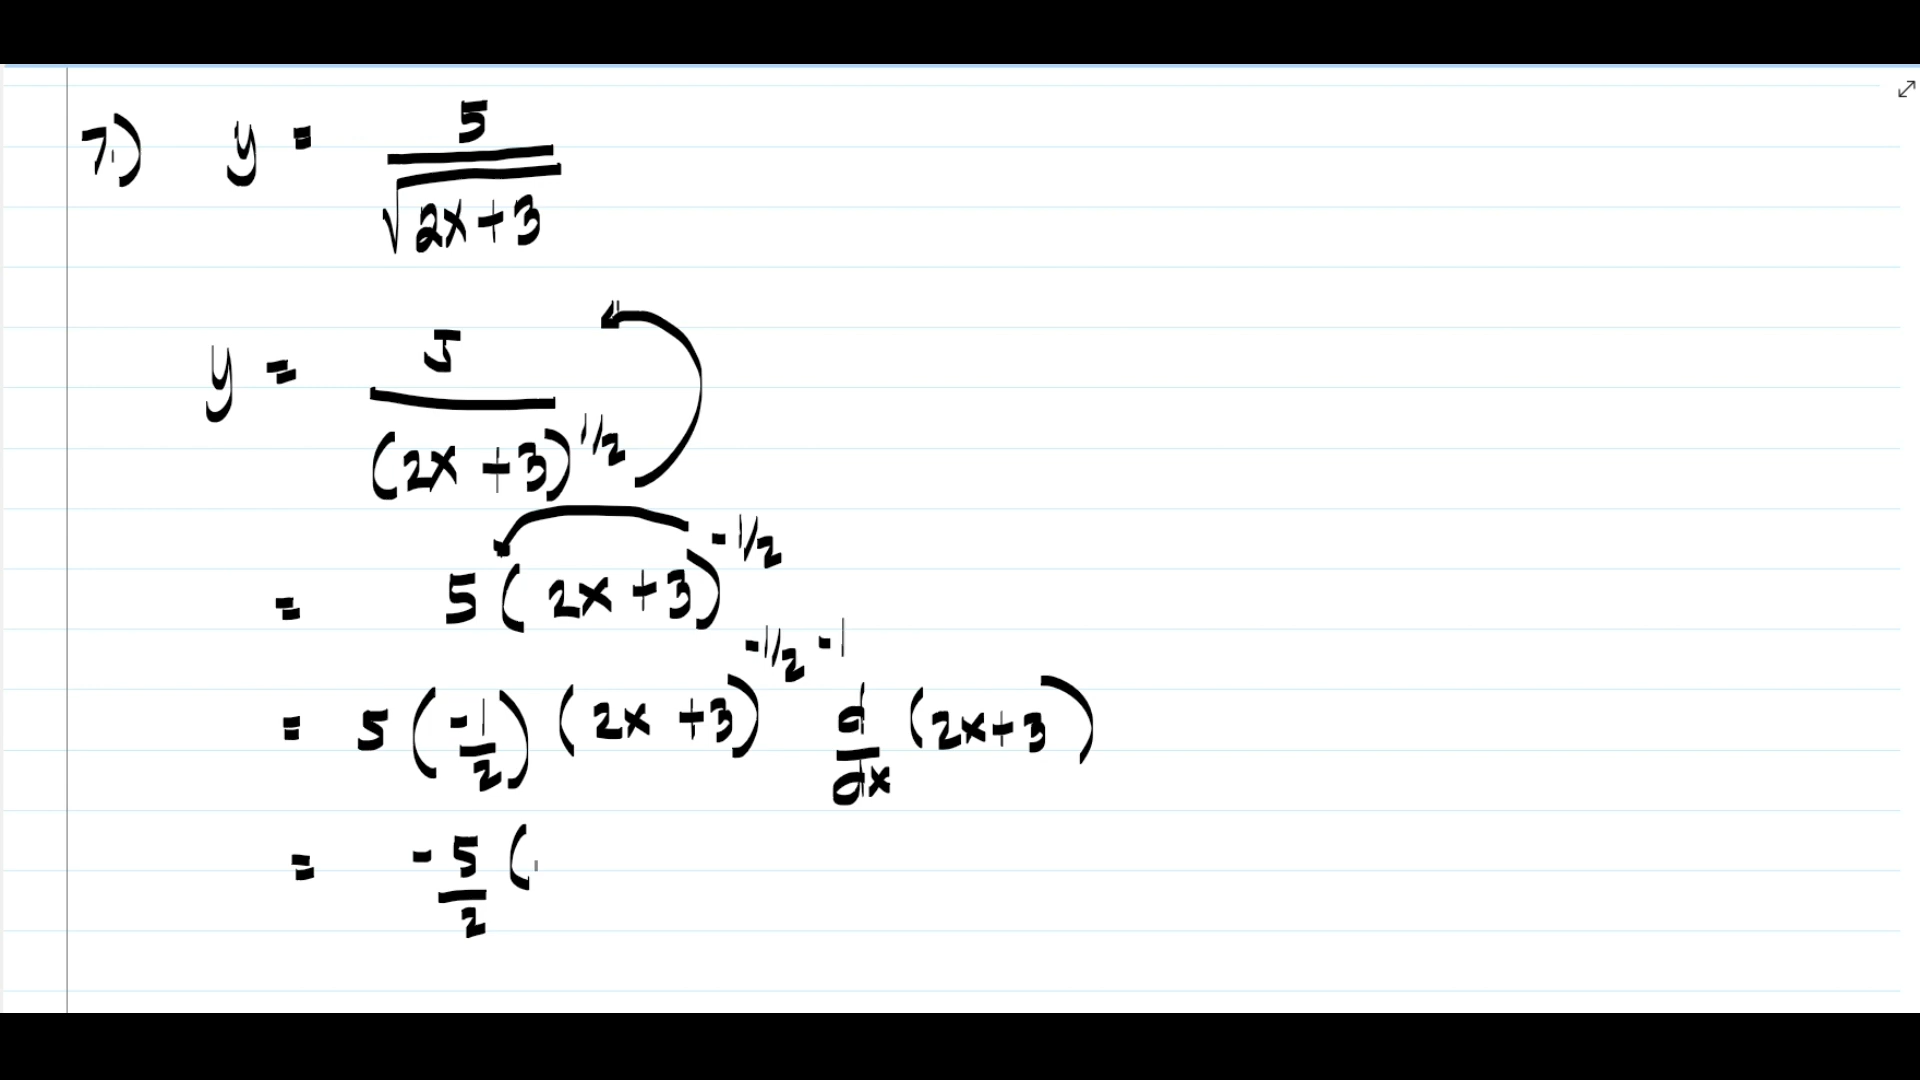 7.) y = 5 / √(2x+3)
y = 5 / (2x+3)^1/2
= 5(2x+3)^-1/2
= 5(-1/2)(2x+3)^-1/2-1 d/dx (2x+3)
= -5/2 (